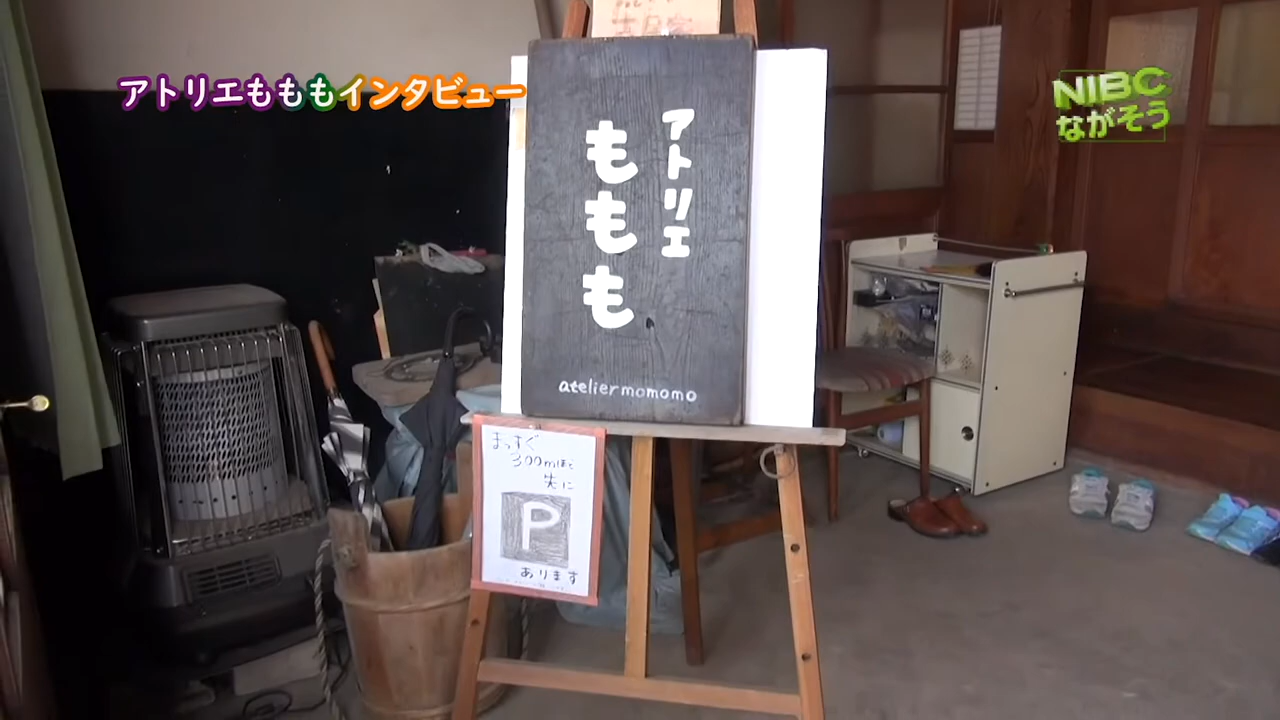 アトリエもももインタビュー
NIBC
ながそう
アトリエ
ももも
ateliermomomo
まっすぐ
300mほど
先に
P
あります